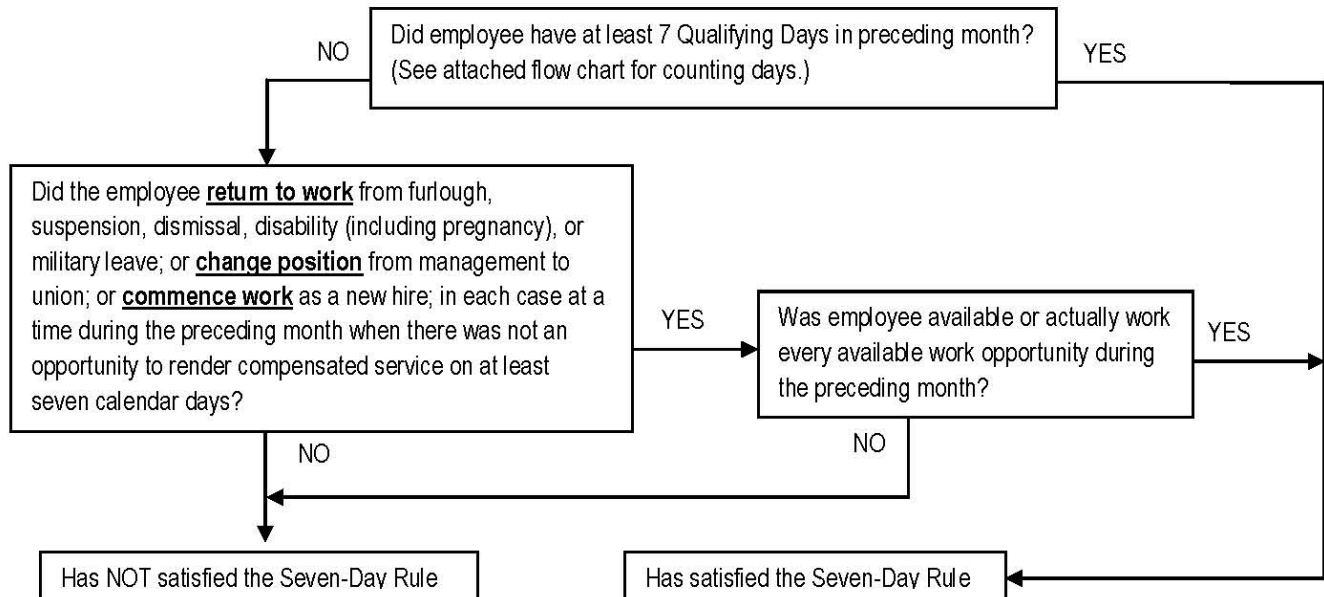 Did employee have at least 7 Qualifying Days in preceding month?
(See attached flow chart for counting days.)
NO
YES
Did the employee return to work from furlough,
suspension, dismissal, disability (including pregnancy), or
military leave; or change position from management to
union; or commence work as a new hire; in each case at a
time during the preceding month when there was not an
opportunity to render compensated service on at least
seven calendar days?
YES
Was employee available or actually work
every available work opportunity during
the preceding month?
YES
NO
NO
Has NOT satisfied the Seven-Day Rule
Has satisfied the Seven-Day Rule